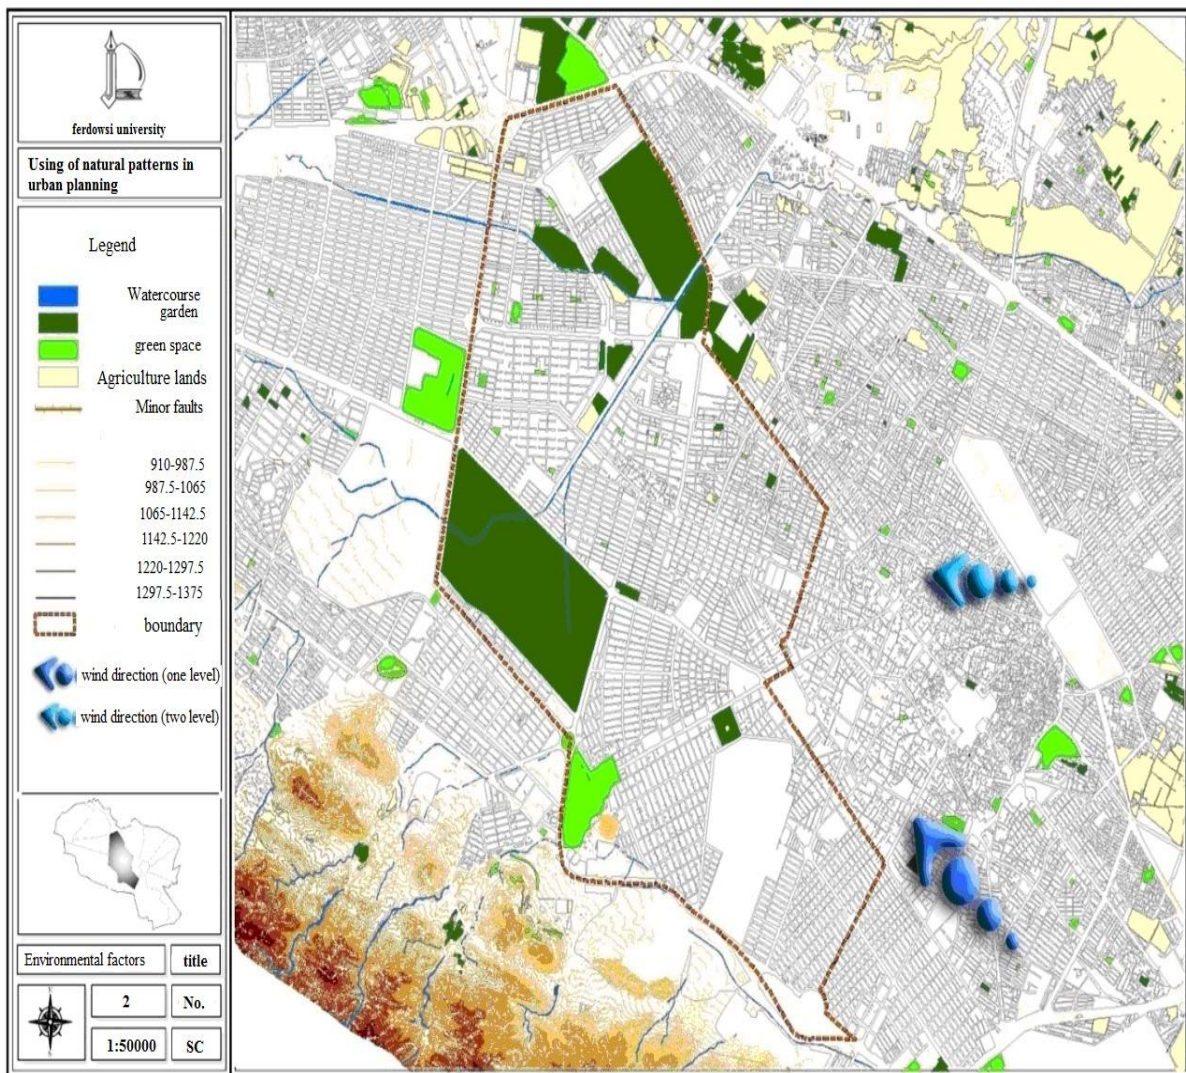 ferdowsi university
Using of natural patterns in
urban planning
Legend
Watercourse
garden
green space
Agriculture lands
Minor faults
910-987.5
987.5-1065
1065-1142.5
1142.5-1220
1220-1297.5
1297.5-1375
boundary
wind direction (one level)
wind direction (two level)
Environmental factors title
2 No.
1:50000 SC